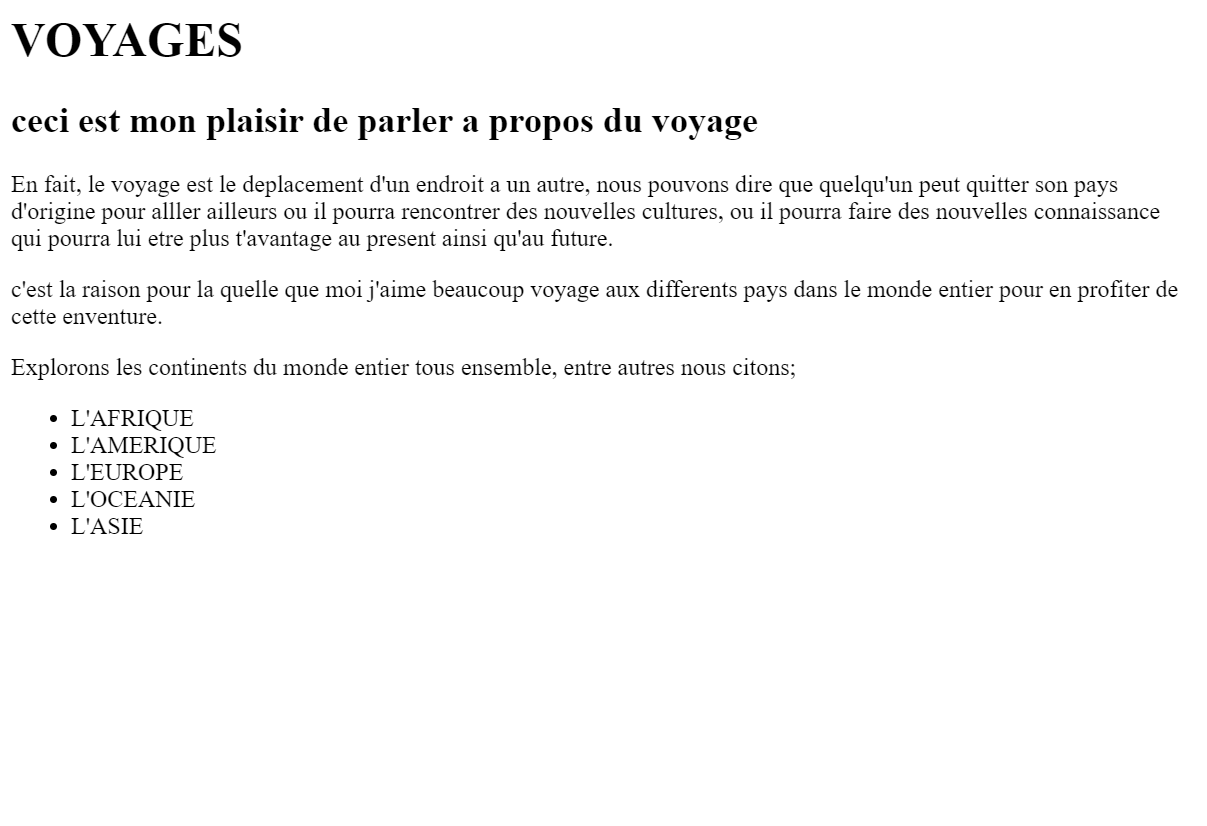 VOYAGES
ceci est mon plaisir de parler a propos du voyage
En fait, le voyage est le deplacement d'un endroit a un autre, nous pouvons dire que quelqu'un peut quitter son pays
d'origine pour alller ailleurs ou il pourra rencontrer des nouvelles cultures, ou il pourra faire des nouvelles connaissance
qui pourra lui etre plus t'avantage au present ainsi qu'au future.
c'est la raison pour la quelle que moi j'aime beaucoup voyage aux differents pays dans le monde entier pour en profiter de
cette enventure.
Explorons les continents du monde entier tous ensemble, entre autres nous citons;
• L'AFRIQUE
• L'AMERIQUE
• L'EUROPE
• L'OCEANIE
• L'ASIE